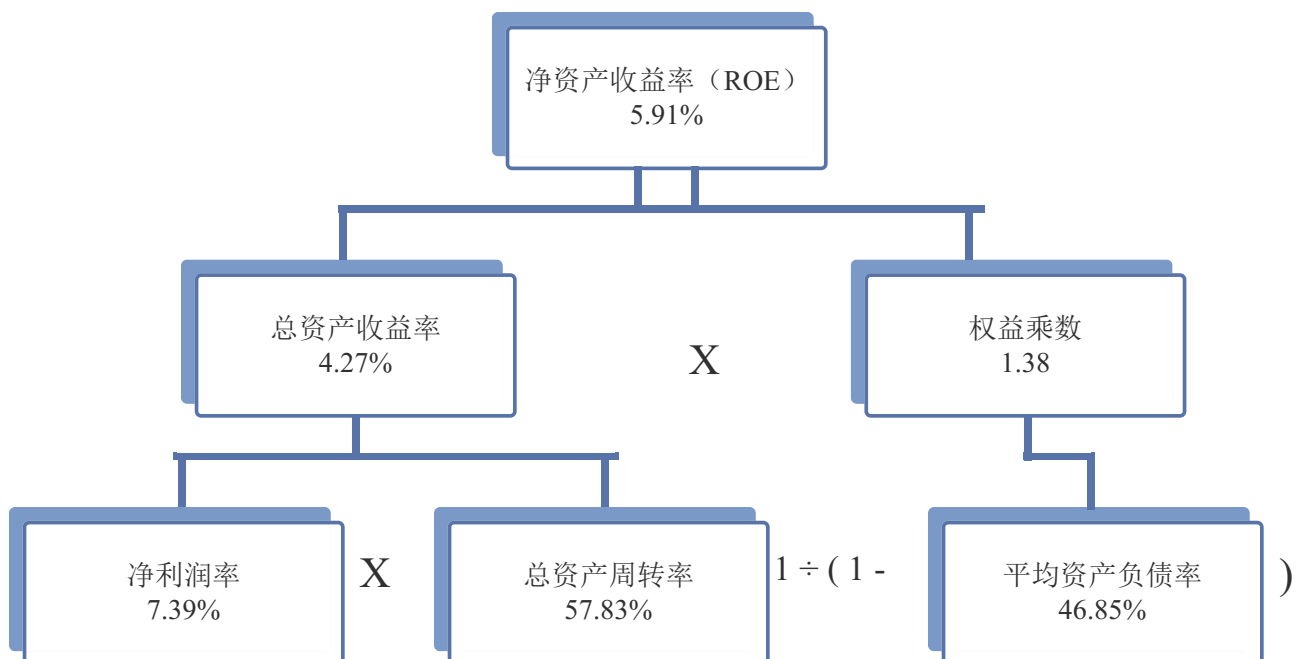 净资产收益率（ROE）
5.91%
总资产收益率
4.27%
X
权益乘数
1.38
净利润率
7.39%
X
总资产周转率
57.83%
1 ÷ ( 1 -
平均资产负债率
46.85%
)